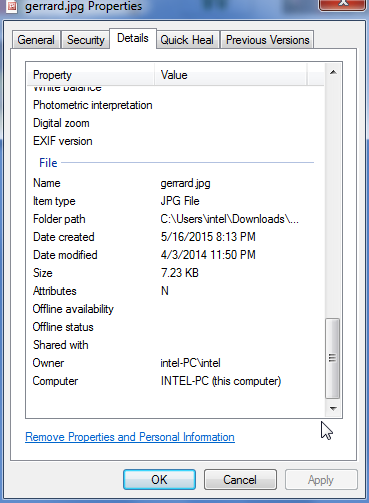 gerrard.jpg Properties
General Security Details Quick Heal Previous Versions
Property Value
White balance
Photometric interpretation
Digital zoom
EXIF version
File
Name gerrard.jpg
Item type JPG File
Folder path C:\Users\intel\Downloads\...
Date created 5/16/2015 8:13 PM
Date modified 4/3/2014 11:50 PM
Size 7.23 KB
Attributes N
Offline availability
Offline status
Shared with
Owner intel-PC\intel
Computer INTEL-PC (this computer)
Remove Properties and Personal Information
OK Cancel Apply